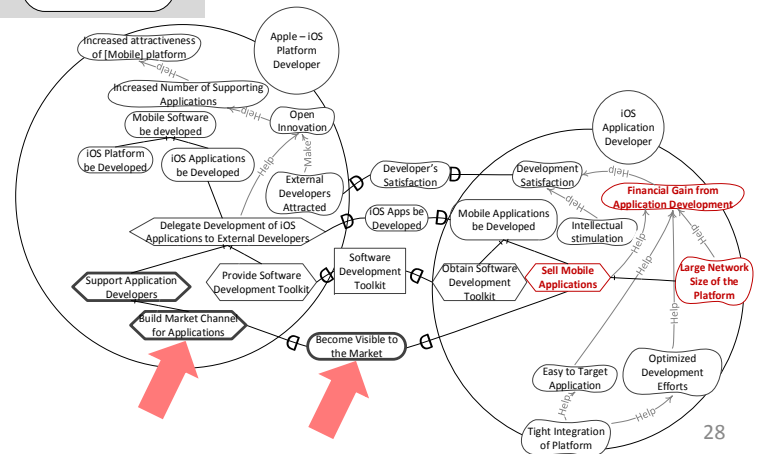 Increased attractiveness
of [Mobile] platform
Apple – iOS
Platform
Developer
Help
Increased Number of Supporting
Applications
Help
Mobile Software
be developed
Open
Innovation
iOS Platform
be Developed
iOS Applications
be Developed
Help
Make
External
Developers
Attracted
Delegate Development of iOS
Applications to External Developers
Support Application
Developers
Provide Software
Development Toolkit
Build Market Channel
for Applications
Developer's
Satisfaction
iOS Apps be
Developed
Software
Development
Toolkit
Become Visible to
the Market
iOS
Application
Developer
Development
Satisfaction
Help
Financial Gain from
Application Development
Mobile Applications
be Developed
Intellectual
stimulation
Help
Help
Help
Obtain Software
Development
Toolkit
Sell Mobile
Applications
Large Network
Size of the
Platform
Help
Easy to Target
Application
Optimized
Development
Efforts
Help
Help
Tight Integration
of Platform
28